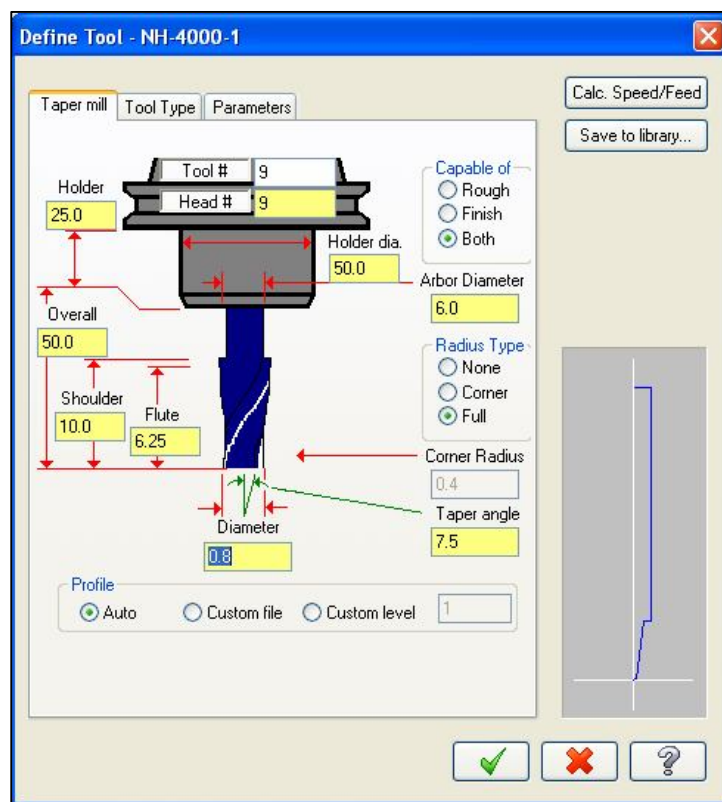 Define Tool - NH-4000-1
Calc. Speed/Feed
Save to library...
Taper mill Tool Type Parameters
Tool # 9
Head # 9
Capable of
Rough
Finish
Both
Holder
25.0
Holder dia.
50.0
Arbor Diameter
6.0
Overall
50.0
Radius Type
None
Corner
Full
Shoulder
10.0
Flute
6.25
Corner Radius
0.4
Taper angle
7.5
Diameter
0.8
Profile
Auto Custom file Custom level 1